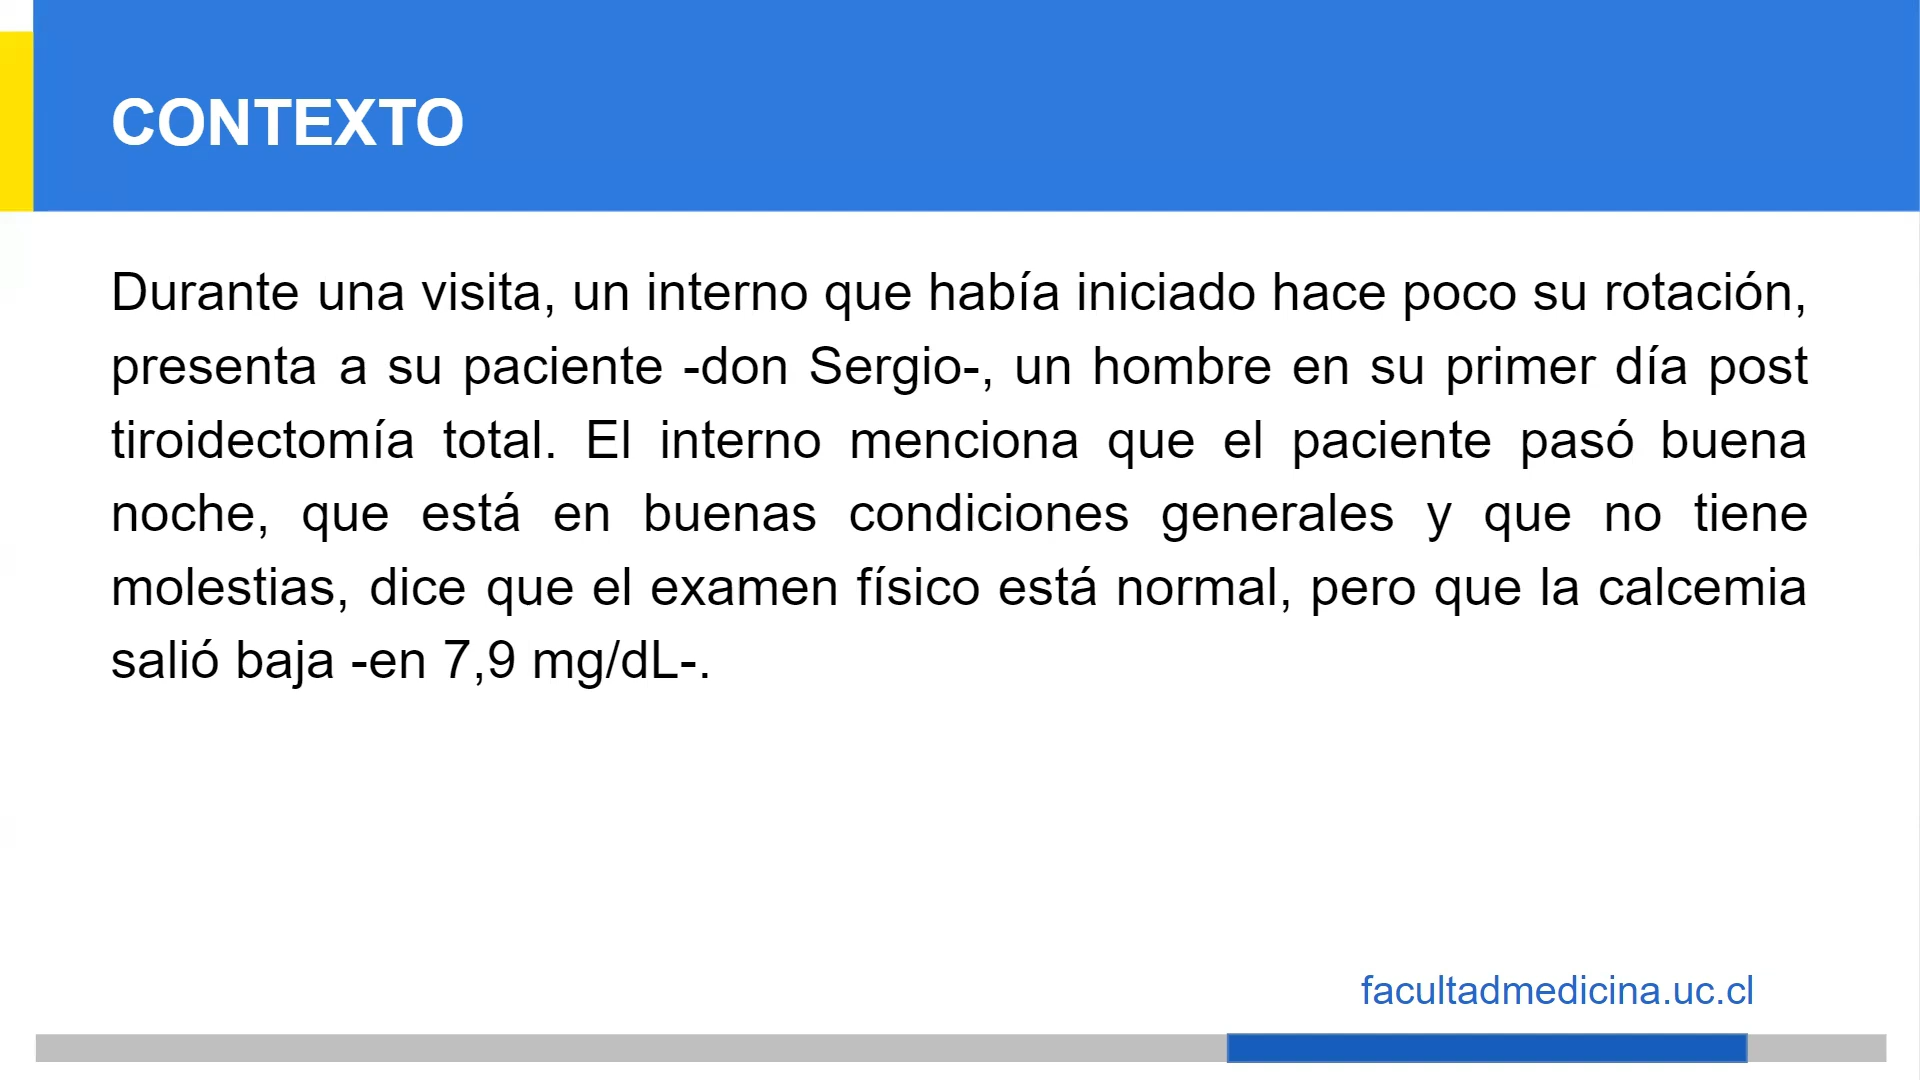 CONTEXTO
Durante una visita, un interno que había iniciado hace poco su rotación,
presenta a su paciente -don Sergio-, un hombre en su primer día post
tiroidectomía total. El interno menciona que el paciente pasó buena
noche, que está en buenas condiciones generales y que no tiene
molestias, dice que el examen físico está normal, pero que la calcemia
salió baja -en 7,9 mg/dL-.
facultadmedicina.uc.cl